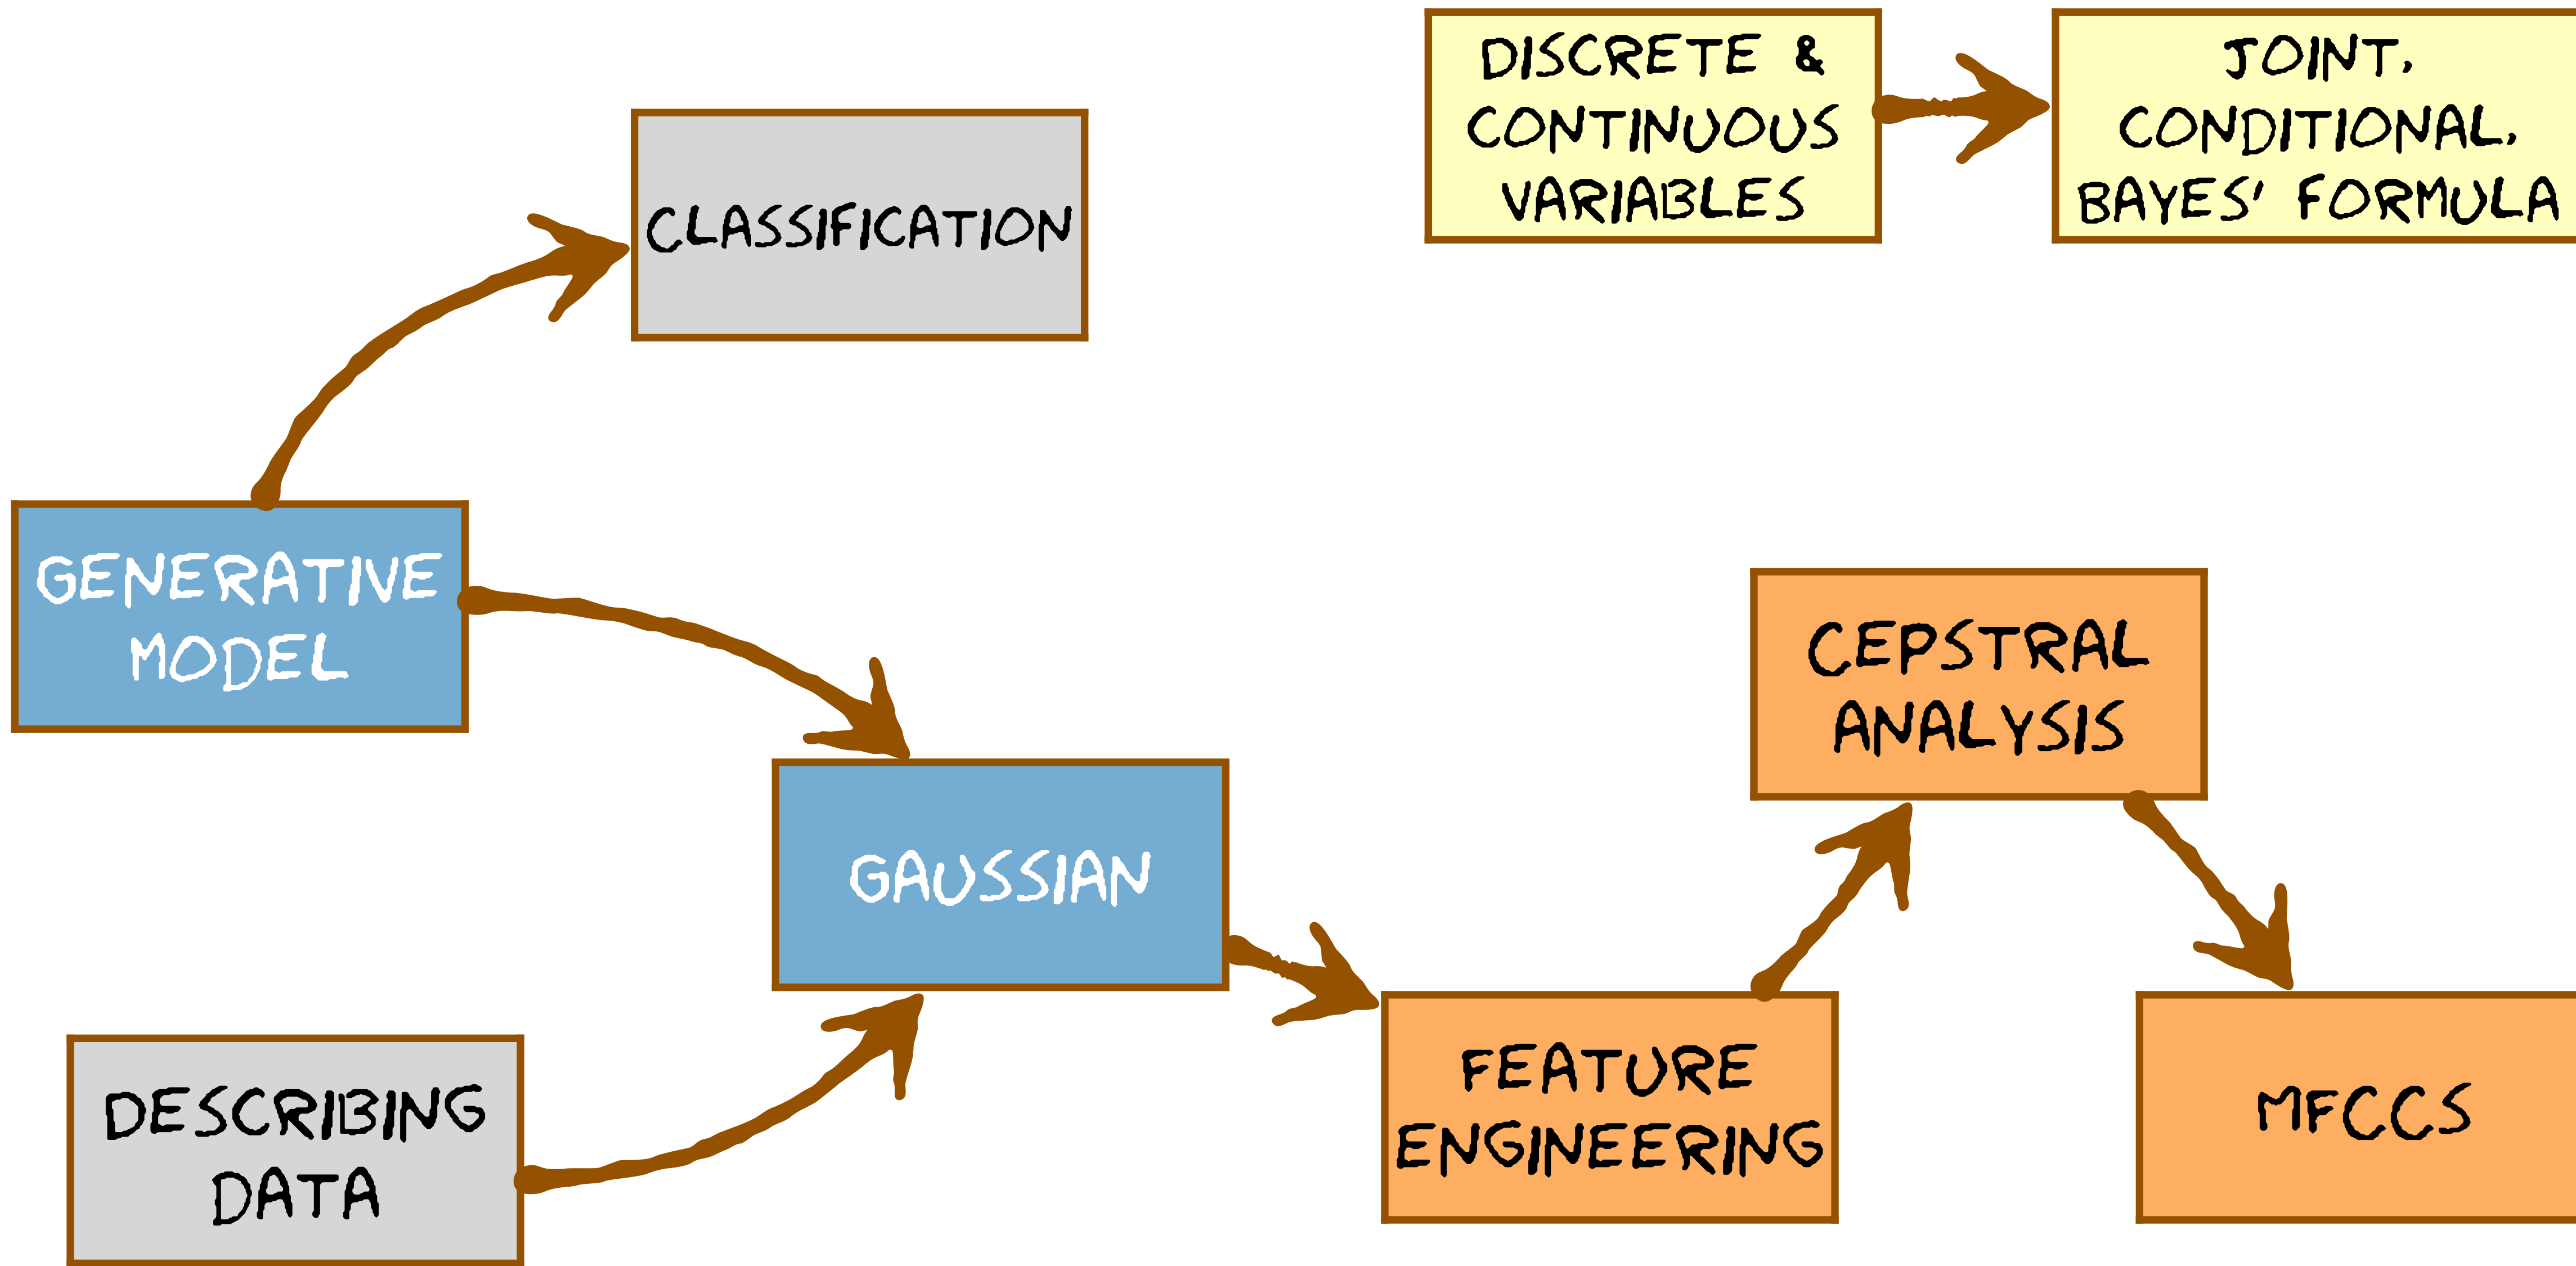 DISCRETE &
CONTINUOUS
VARIABLES
JOINT,
CONDITIONAL,
BAYES' FORMULA
CLASSIFICATION
GENERATIVE
MODEL
CEPSTRAL
ANALYSIS
GAUSSIAN
FEATURE
ENGINEERING
MFCCS
DESCRIBING
DATA